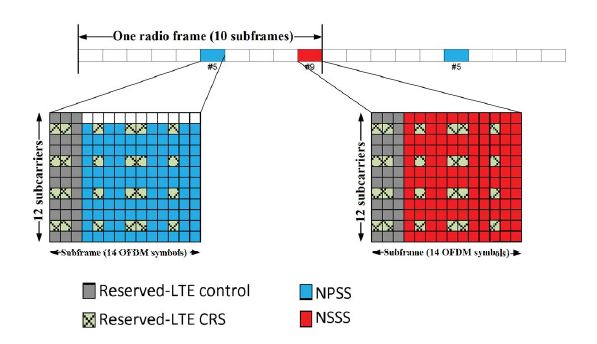 One radio frame (10 subframes)
#5
#9
#5
12 subcarriers
12 subcarriers
Subframe (14 OFDM symbols)
Subframe (14 OFDM symbols)
Reserved-LTE control
NPSS
Reserved-LTE CRS
NSSS